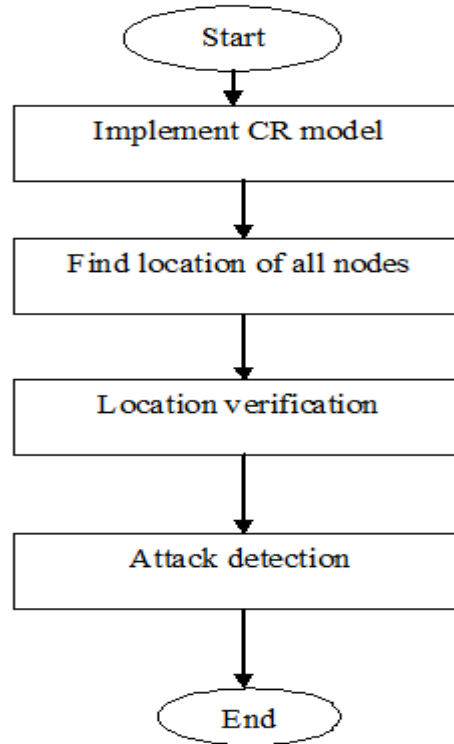 Start
Implement CR model
Find location of all nodes
Location verification
Attack detection
End